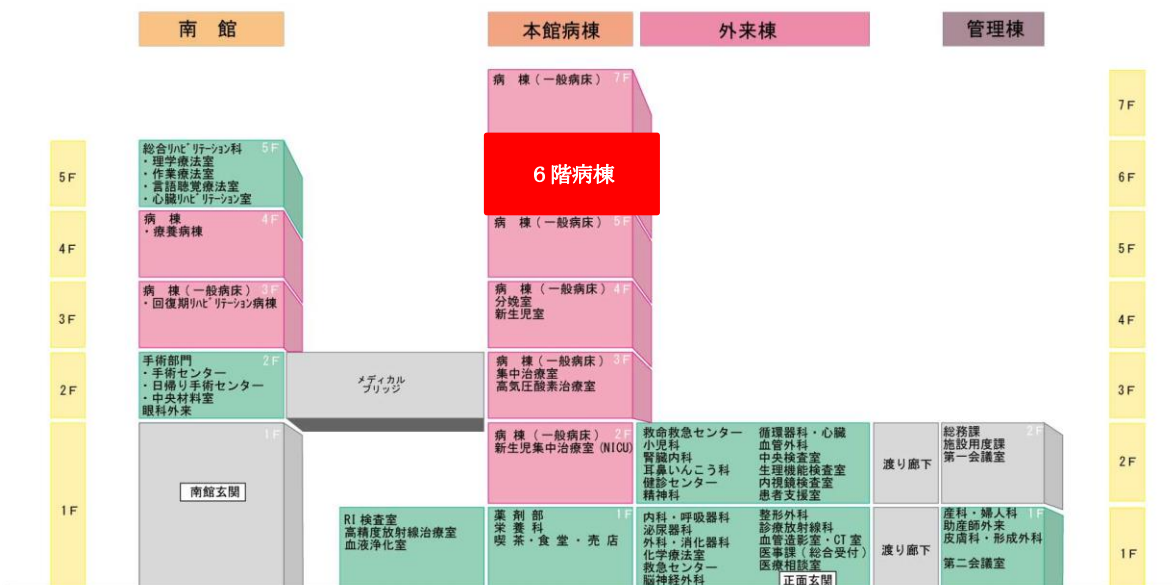 南 館
本館病棟
外来棟
管理棟
5F
4F
3F
2F
1F
総合リハビリテーション科 5F
・理学療法室
・作業療法室
・言語聴覚療法室
・心臓リハビリテーション室
病 棟 4F
・療養病棟
病 棟（一般病床） 3F
・回復期リハビリテーション病棟
手術部門 2F
・手術センター
・日帰り手術センター
・中央材料室
眼科外来
1F
南館玄関
メディカル
ブリッジ
RI 検査室
高精度放射線治療室
血液浄化室
病 棟（一般病床） 7F
6階病棟
病 棟（一般病床） 5F
病 棟（一般病床） 4F
分娩室
新生児室
病 棟（一般病床） 3F
集中治療室
高気圧酸素治療室
病 棟（一般病床） 2F
新生児集中治療室(NICU)
薬 剤 部 1F
栄 養 科
喫 茶・食 堂・売 店
救命救急センター
小児科
腎臓内科
耳鼻いんこう科
健診センター
精神科
循環器科・心臓
血管外科
中央検査室
生理機能検査室
内視鏡検査室
患者支援室
内科・呼吸器科
泌尿器科
外科・消化器科
化学療法室
救急センター
脳神経外科
整形外科
診療放射線科
血管造影室・CT室
医事課（総合受付）
医療相談室
正面玄関
渡り廊下
渡り廊下
総務課 2F
施設用度課
第一会議室
産科・婦人科 1F
助産師外来
皮膚科・形成外科
第二会議室
7F
6F
5F
4F
3F
2F
1F